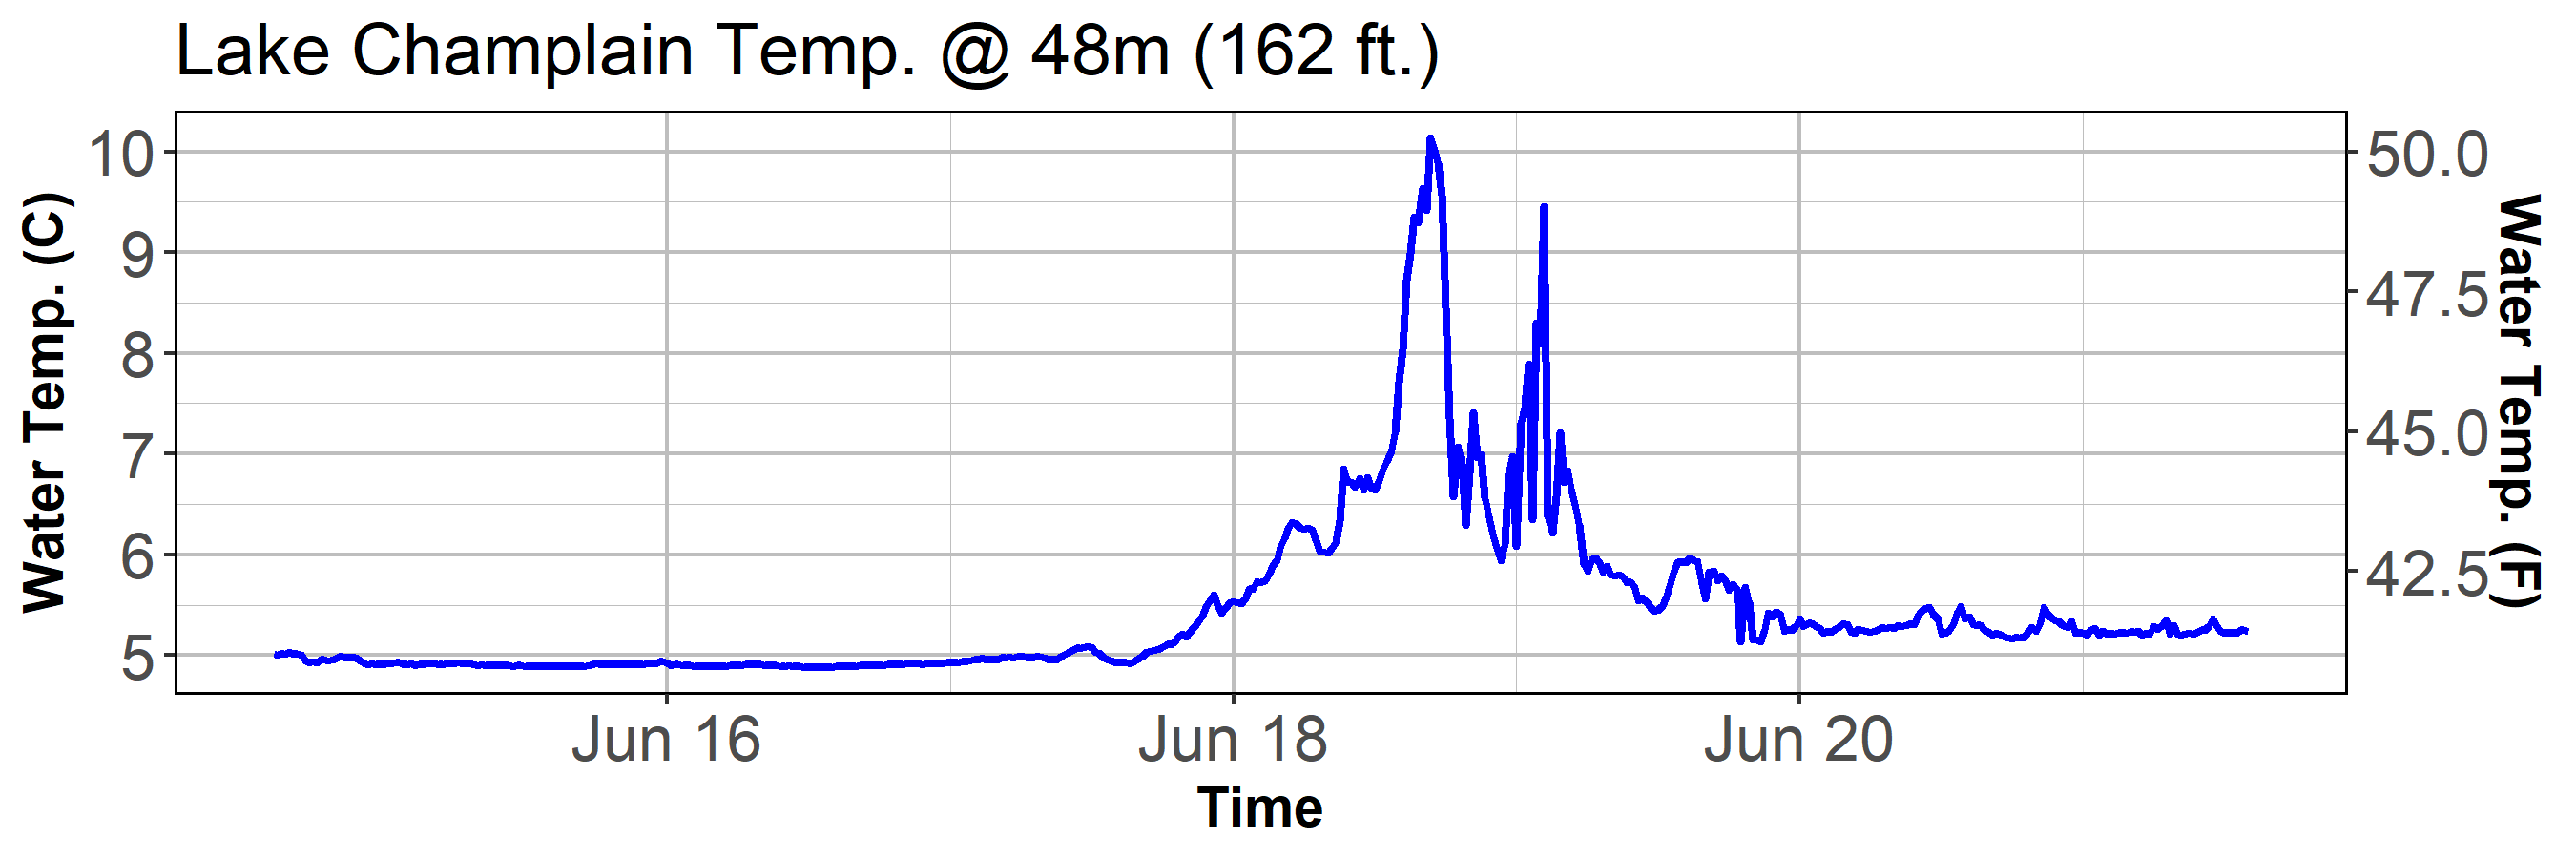 Lake Champlain Temp. @ 48m (162 ft.)
Water Temp. (C)
10
9
8
7
6
5
50.0
47.5
45.0
42.5
Water Temp. (F)
Jun 16
Jun 18
Jun 20
Time